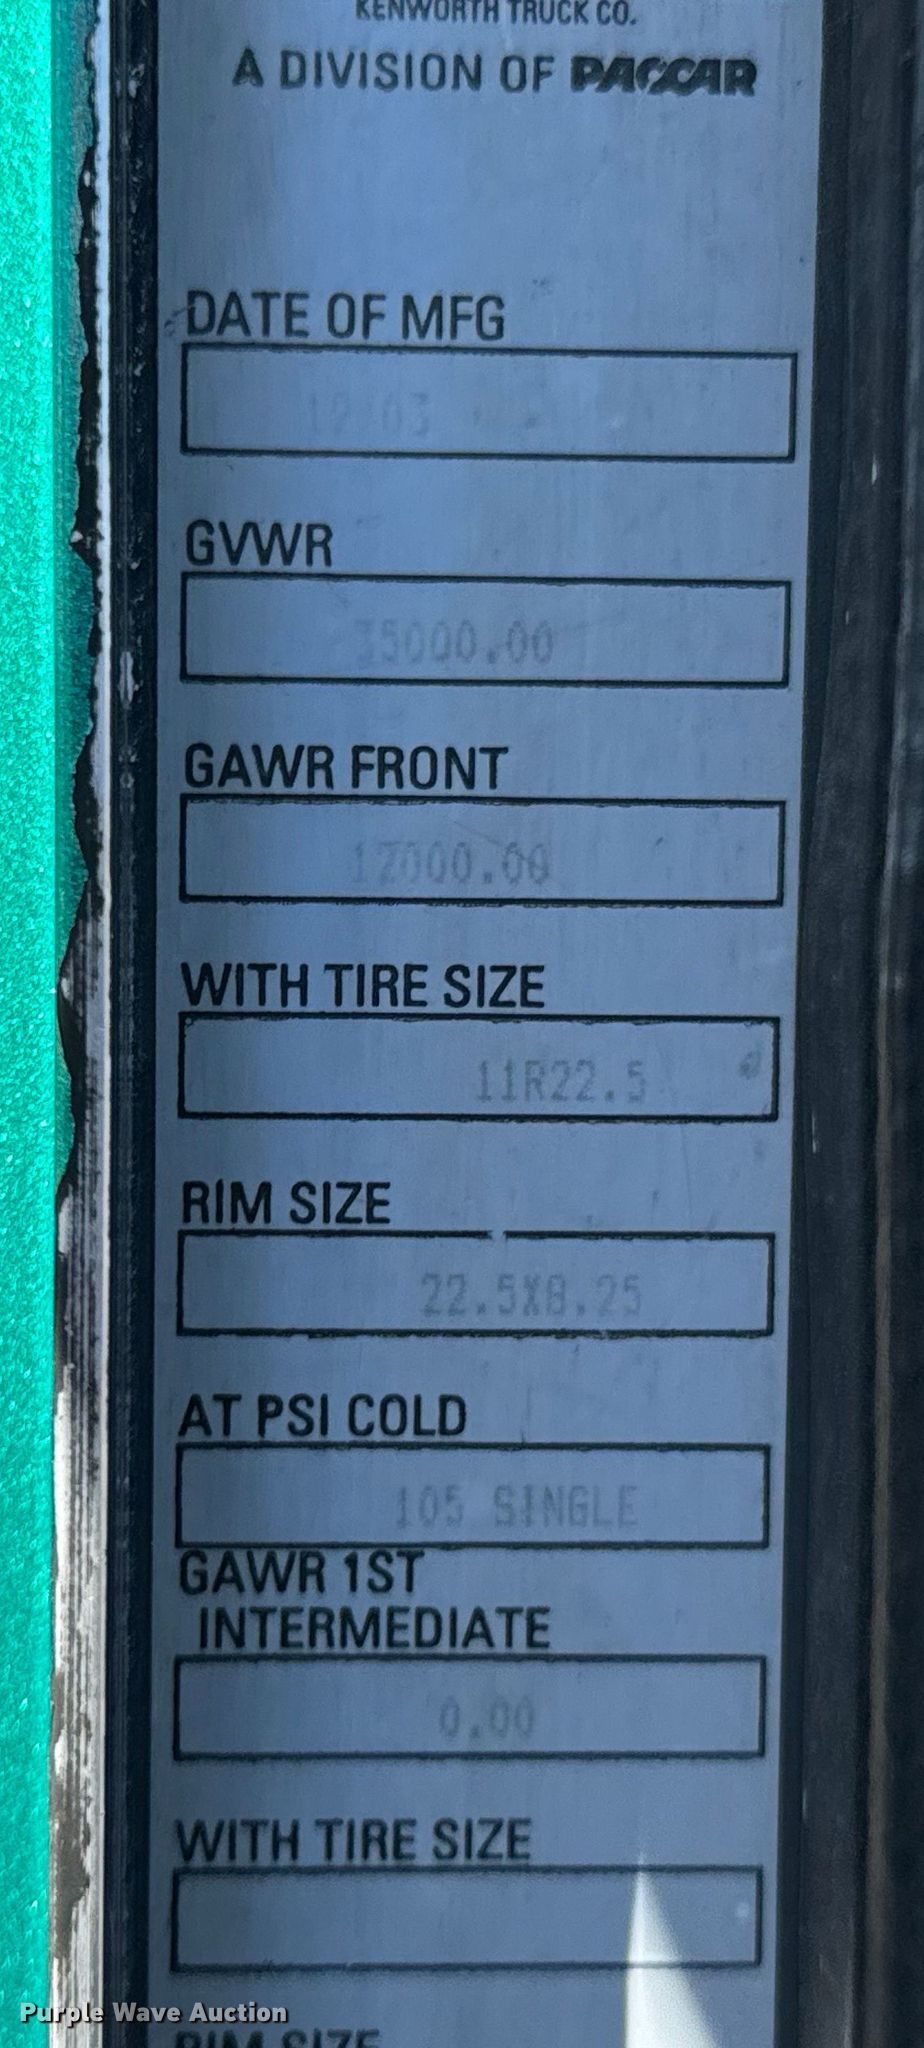 KENWORTH TRUCK CO.
A DIVISION OF PACCAR
DATE OF MFG
GVWR
35000.00
GAWR FRONT
12000.00
WITH TIRE SIZE
11R22.5
RIM SIZE
22.5X8.25
AT PSI COLD
105 SINGLE
GAWR 1ST
INTERMEDIATE
0.00
WITH TIRE SIZE
RIM SIZE
Purple Wave Auction